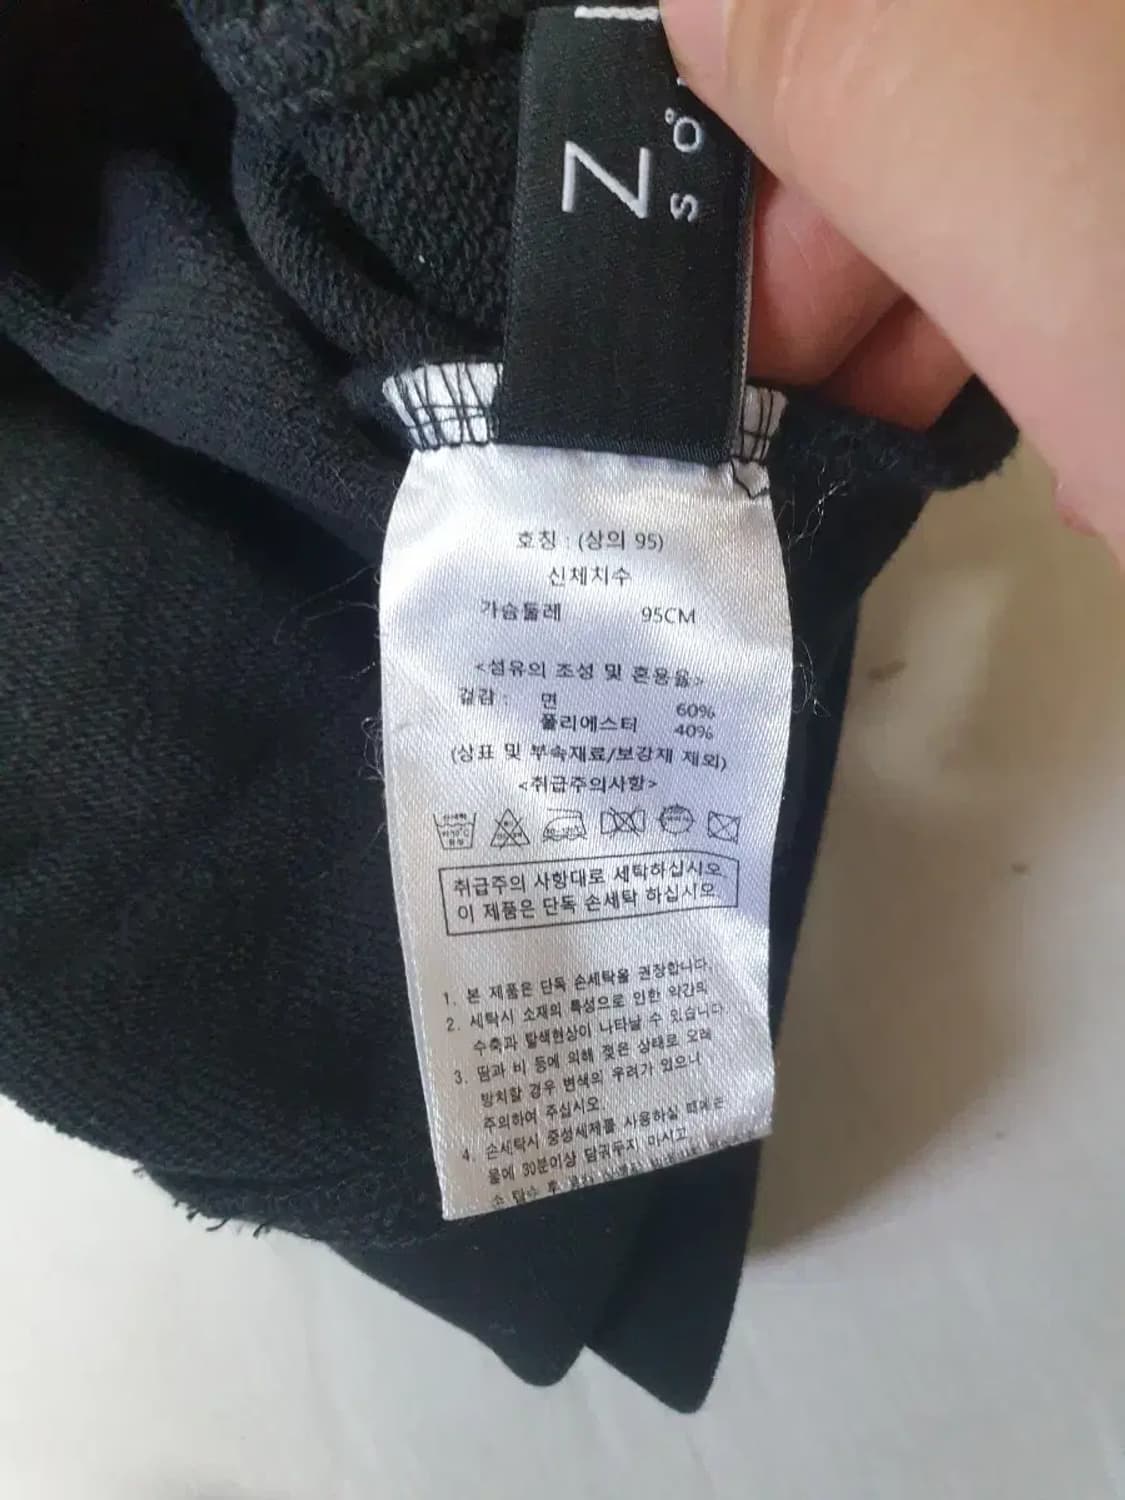 Z
호칭 : (상의 95)
신체치수
가슴둘레 95CM
<섬유의 조성 및 혼용율>
겉감 : 면 60%
폴리에스터 40%
(상표 및 부속재료/보강재 제외)
<취급주의사항>
취급주의 사항대로 세탁하십시오
이 제품은 단독 손세탁 하십시오
1. 본 제품은 단독 손세탁을 권장합니다.
2. 세탁시 소재의 특성으로 인한 약간의
수축과 탈색현상이 나타날 수 있습니다.
3. 땀과 비 등에 의해 젖은 상태로 오래
방치할 경우 변색의 우려가 있으니
주의하여 주십시오.
4. 손세탁시 중성세제를 사용하실 때에는
물에 30분이상 담궈두지 마시고